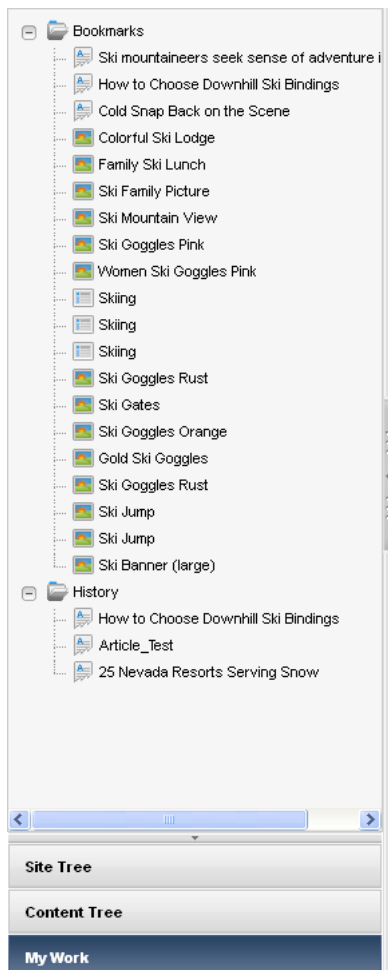 Bookmarks
Ski mountaineers seek sense of adventure i
How to Choose Downhill Ski Bindings
Cold Snap Back on the Scene
Colorful Ski Lodge
Family Ski Lunch
Ski Family Picture
Ski Mountain View
Ski Goggles Pink
Women Ski Goggles Pink
Skiing
Skiing
Skiing
Ski Goggles Rust
Ski Gates
Ski Goggles Orange
Gold Ski Goggles
Ski Goggles Rust
Ski Jump
Ski Jump
Ski Banner (large)
History
How to Choose Downhill Ski Bindings
Article_Test
25 Nevada Resorts Serving Snow
Site Tree
Content Tree
My Work